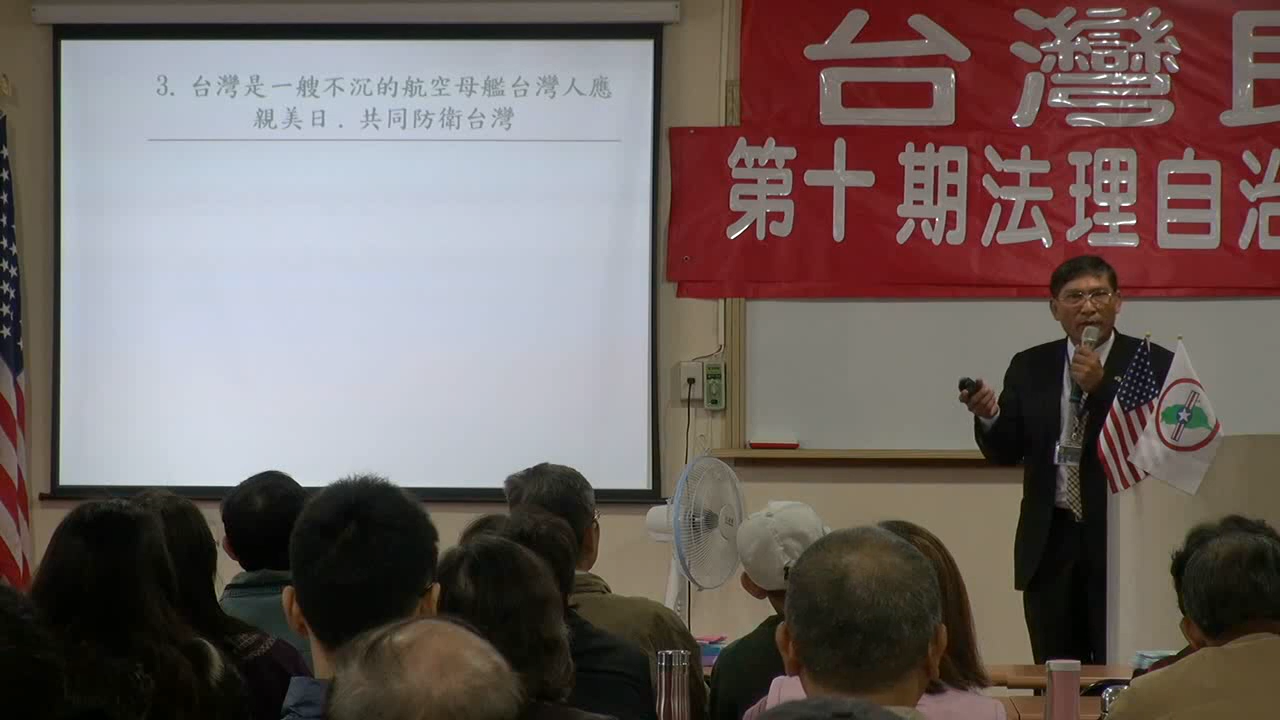 3. 台灣是一艘不沉的航空母艦台灣人應
親美日．共同防衛台灣
台灣民
第十期法理自治